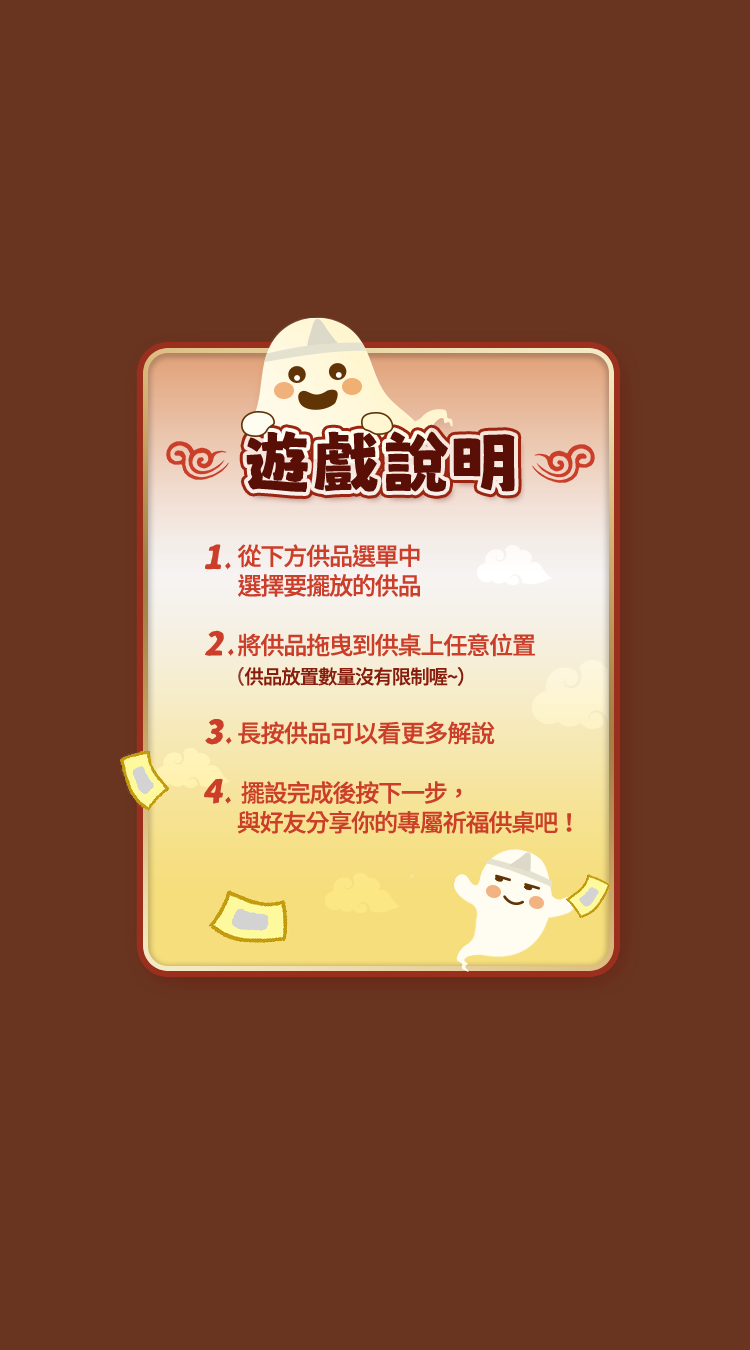 遊戲說明
1. 從下方供品選單中
選擇要擺放的供品
2. 將供品拖曳到供桌上任意位置
（供品放置數量沒有限制喔~）
3. 長按供品可以看更多解說
4. 擺設完成後按下一步，
與好友分享你的專屬祈福供桌吧！